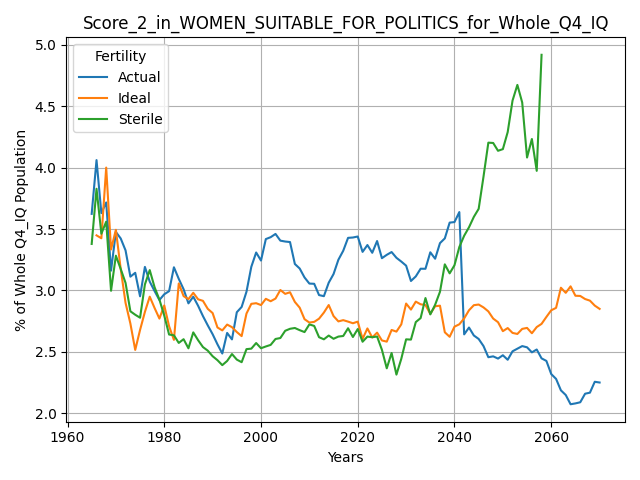 Score_2_in_WOMEN_SUITABLE_FOR_POLITICS_for_Whole_Q4_IQ
Fertility
Actual
Ideal
Sterile
% of Whole Q4_IQ Population
5.0
4.5
4.0
3.5
3.0
2.5
2.0
1960 1980 2000 2020 2040 2060
Years